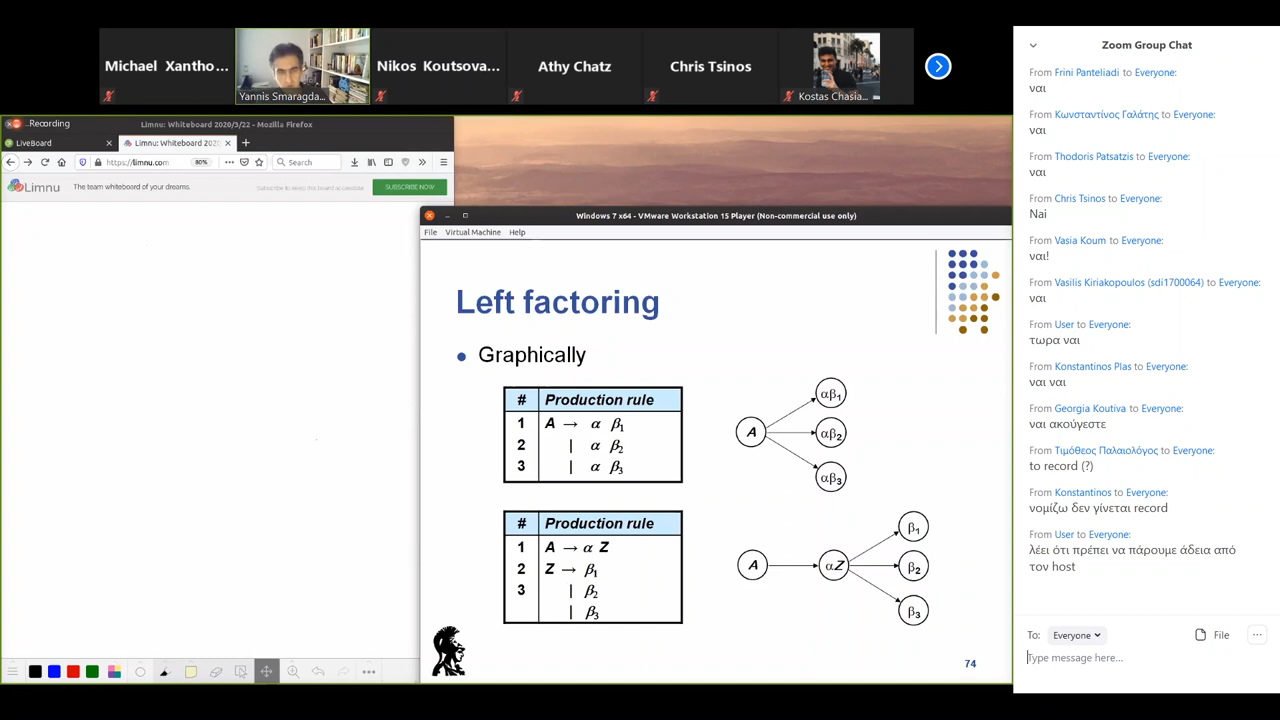 Michael Xantho...
Yannis Smaragda...
Nikos Koutsova...
Athy Chatz
Chris Tsinos
Kostas Chasia...
Recording
Limnu: Whiteboard 2020/3/22 - Mozilla Firefox
LiveBoard
Limnu: Whiteboard 202
https://limnu.com
80%
Search
Limnu
The team whiteboard of your dreams.
Subscribe to keep this board accessible.
SUBSCRIBE NOW
Windows 7 x64 - VMware Workstation 15 Player (Non-commercial use only)
File Virtual Machine Help
Left factoring
• Graphically
# Production rule
1 A → α β1
2 | α β2
3 | α β3
A
αβ1
αβ2
αβ3
# Production rule
1 A → α Z
2 Z → β1
3 | β2
| β3
A
αZ
β1
β2
β3
74
Zoom Group Chat
From Frini Panteliadi to Everyone:
ναι
From Κωνσταντίνος Γαλάτης to Everyone:
ναι
From Thodoris Patsatzis to Everyone:
ναι
From Chris Tsinos to Everyone:
Nai
From Vasia Koum to Everyone:
ναι!
From Vasilis Kiriakopoulos (sdi1700064) to Everyone:
ναι
From User to Everyone:
τωρα ναι
From Konstantinos Plas to Everyone:
ναι ναι
From Georgia Koutiva to Everyone:
ναι ακούγεστε
From Τιμόθεος Παλαιολόγος to Everyone:
to record (?)
From Konstantinos to Everyone:
νομίζω δεν γίνεται record
From User to Everyone:
λέει ότι πρέπει να πάρουμε άδεια από
τον host
To: Everyone
File
Type message here...